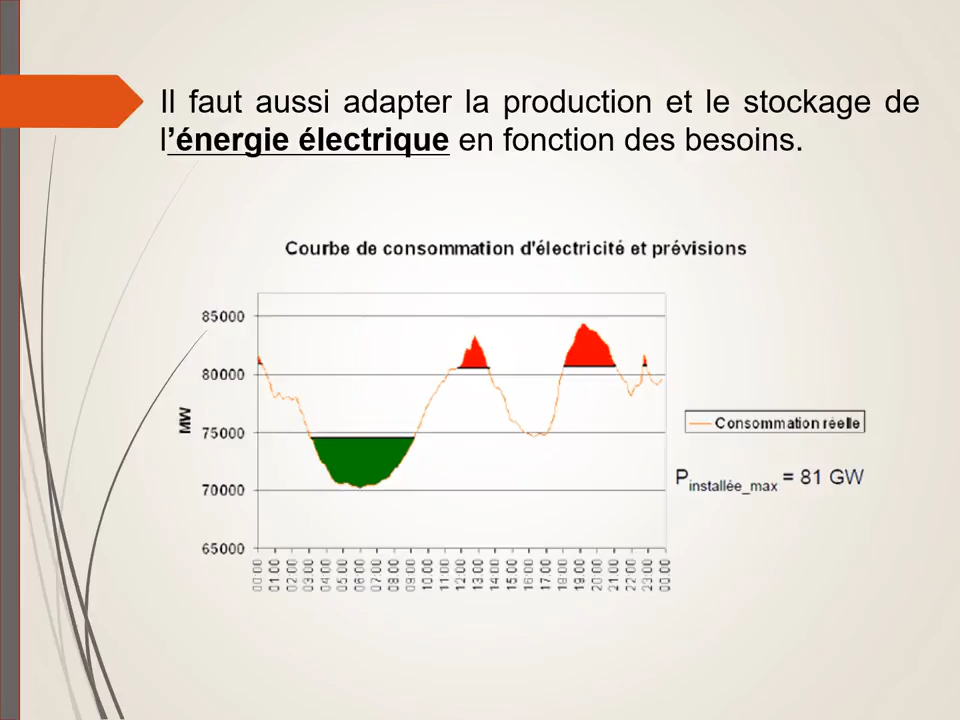 Il faut aussi adapter la production et le stockage de
l’énergie électrique en fonction des besoins.
Courbe de consommation d'électricité et prévisions
85000
80000
75000
70000
65000
MW
Consommation réelle
Pinstallée_max = 81 GW
00:00 01:00 02:00 03:00 04:00 05:00 06:00 07:00 08:00 09:00 10:00 11:00 12:00 13:00 14:00 15:00 16:00 17:00 18:00 19:00 20:00 21:00 22:00 23:00 00:00